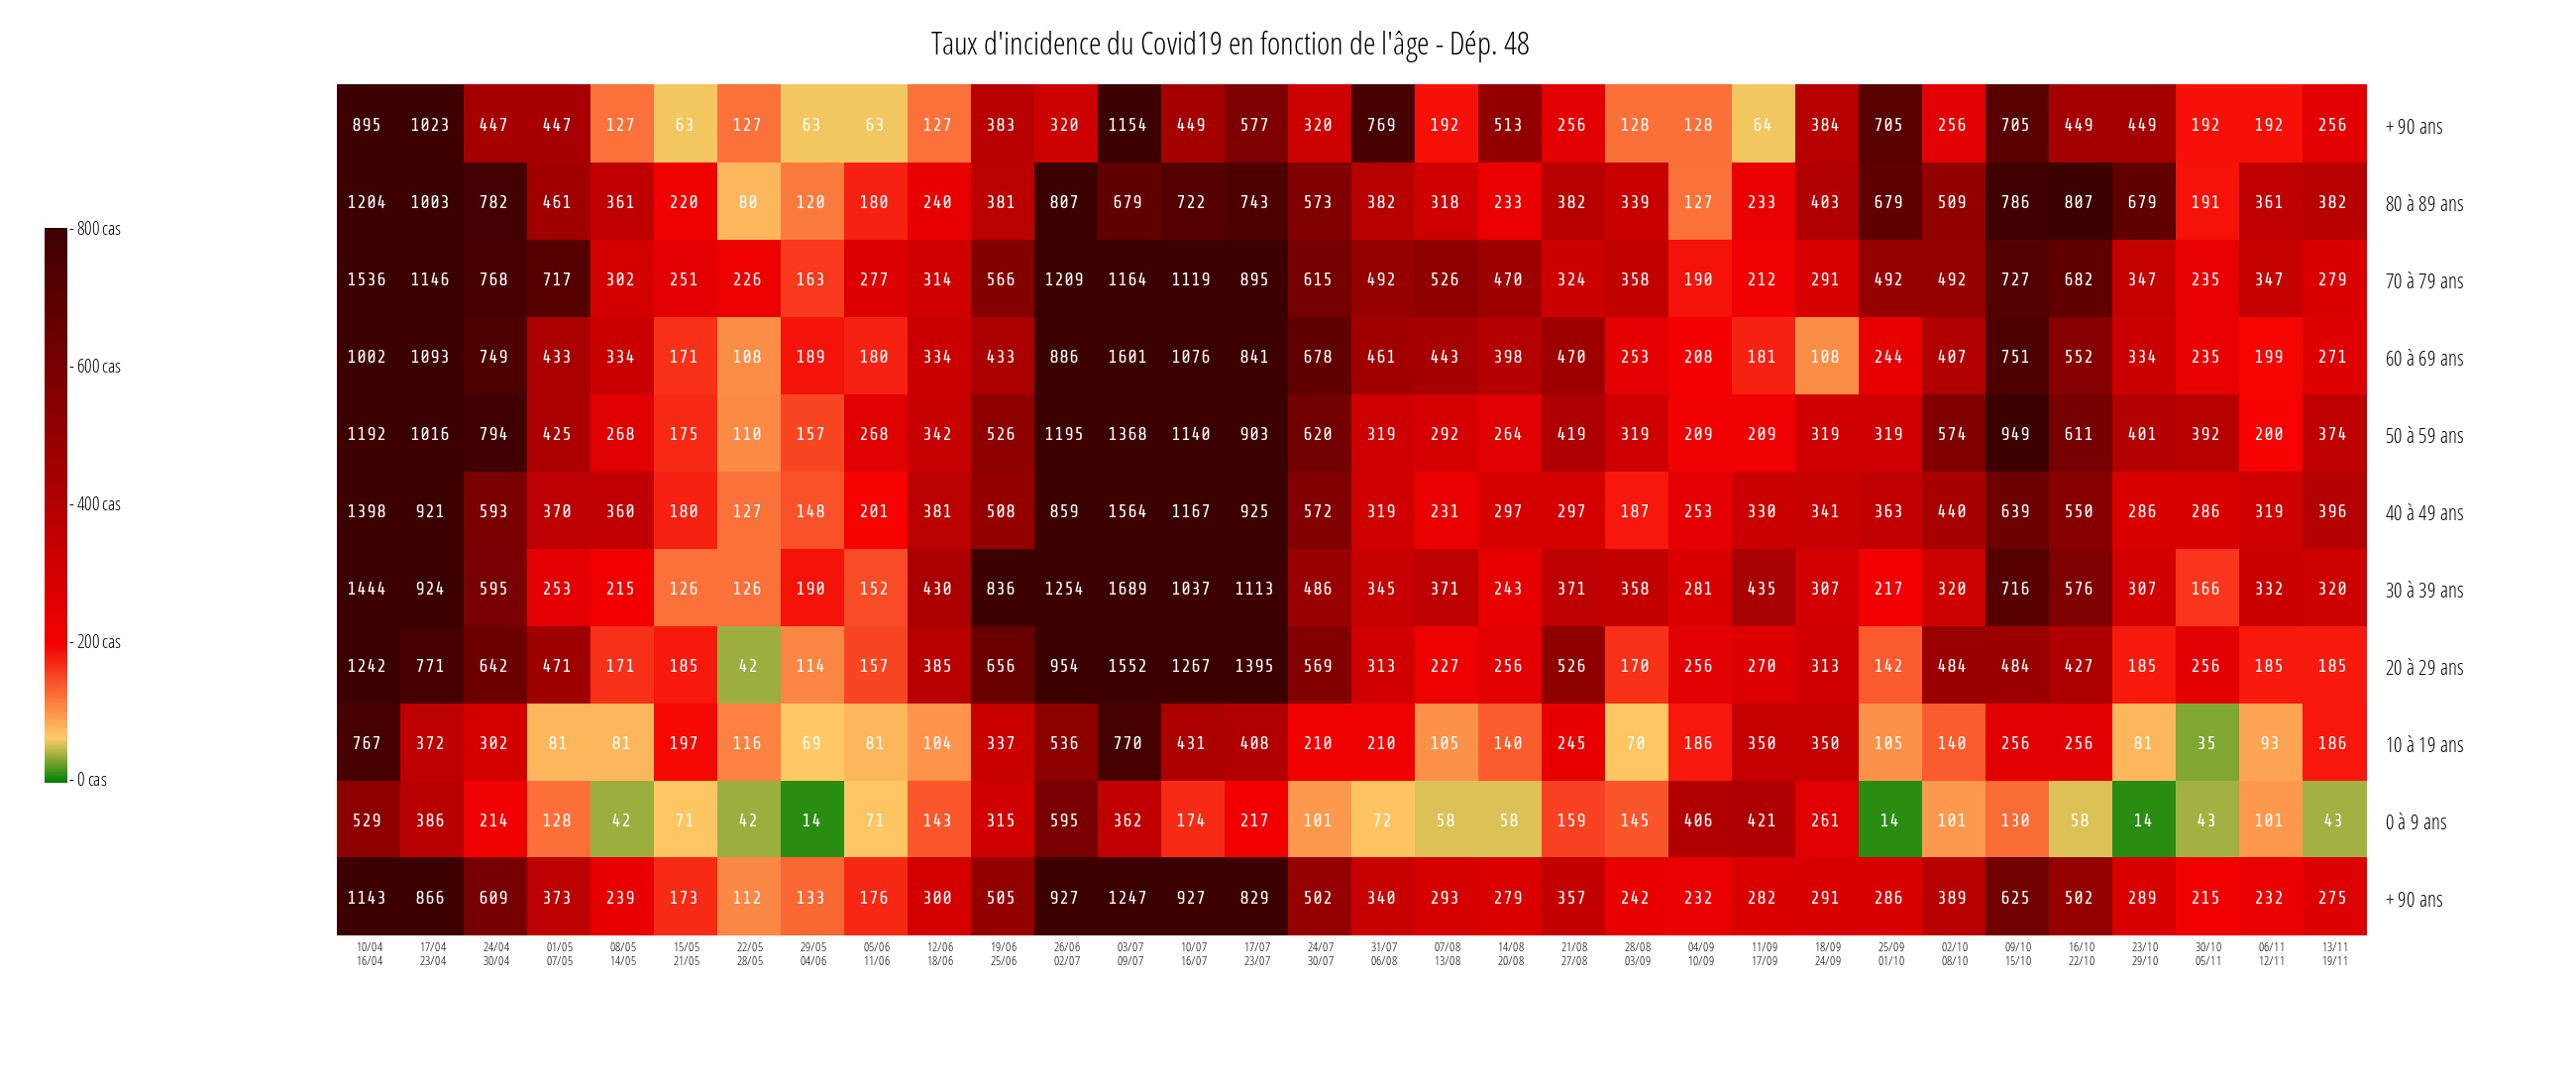 Taux d'incidence du Covid19 en fonction de l'âge - Dép. 48
895 1023 447 447 127 63 127 63 63 127 383 320 1154 449 577 320 769 192 513 256 128 128 64 384 705 256 705 449 449 192 192 256 + 90 ans
1204 1003 782 461 361 220 80 120 180 240 381 807 679 722 743 573 382 318 233 382 339 127 233 403 679 509 786 807 679 191 361 382 80 à 89 ans
- 800 cas
1536 1146 768 717 302 251 226 163 277 314 566 1209 1164 1119 895 615 492 526 470 324 358 190 212 291 492 492 727 682 347 235 347 279 70 à 79 ans
1002 1093 749 433 334 171 108 189 180 334 433 886 1601 1076 841 678 461 443 398 470 253 208 181 108 244 407 751 552 334 235 199 271 60 à 69 ans
- 600 cas
1192 1016 794 425 268 175 110 157 268 342 526 1195 1368 1140 903 620 319 292 264 419 319 209 209 319 319 574 949 611 401 392 200 374 50 à 59 ans
- 400 cas
1398 921 593 370 360 180 127 148 201 381 508 859 1564 1167 925 572 319 231 297 297 187 253 330 341 363 440 639 550 286 286 319 396 40 à 49 ans
1444 924 595 253 215 126 126 190 152 430 836 1254 1689 1037 1113 486 345 371 243 371 358 281 435 307 217 320 716 576 307 166 332 320 30 à 39 ans
- 200 cas
1242 771 642 471 171 185 42 114 157 385 656 954 1552 1267 1395 569 313 227 256 526 170 256 270 313 142 484 484 427 185 256 185 185 20 à 29 ans
767 372 302 81 81 197 116 69 81 104 337 536 770 431 408 210 210 105 140 245 70 186 350 350 105 140 256 256 81 35 93 186 10 à 19 ans
- 0 cas
529 386 214 128 42 71 42 14 71 143 315 595 362 174 217 101 72 58 58 159 145 406 421 261 14 101 130 58 14 43 101 43 0 à 9 ans
1143 866 609 373 239 173 112 133 176 300 505 927 1247 927 829 502 340 293 279 357 242 232 282 291 286 389 625 502 289 215 232 275 + 90 ans
10/04 17/04 24/04 01/05 08/05 15/05 22/05 29/05 05/06 12/06 19/06 26/06 03/07 10/07 17/07 24/07 31/07 07/08 14/08 21/08 28/08 04/09 11/09 18/09 25/09 02/10 09/10 16/10 23/10 30/10 06/11 13/11
16/04 23/04 30/04 07/05 14/05 21/05 28/05 04/06 11/06 18/06 25/06 02/07 09/07 16/07 23/07 30/07 06/08 13/08 20/08 27/08 03/09 10/09 17/09 24/09 01/10 08/10 15/10 22/10 29/10 05/11 12/11 19/11